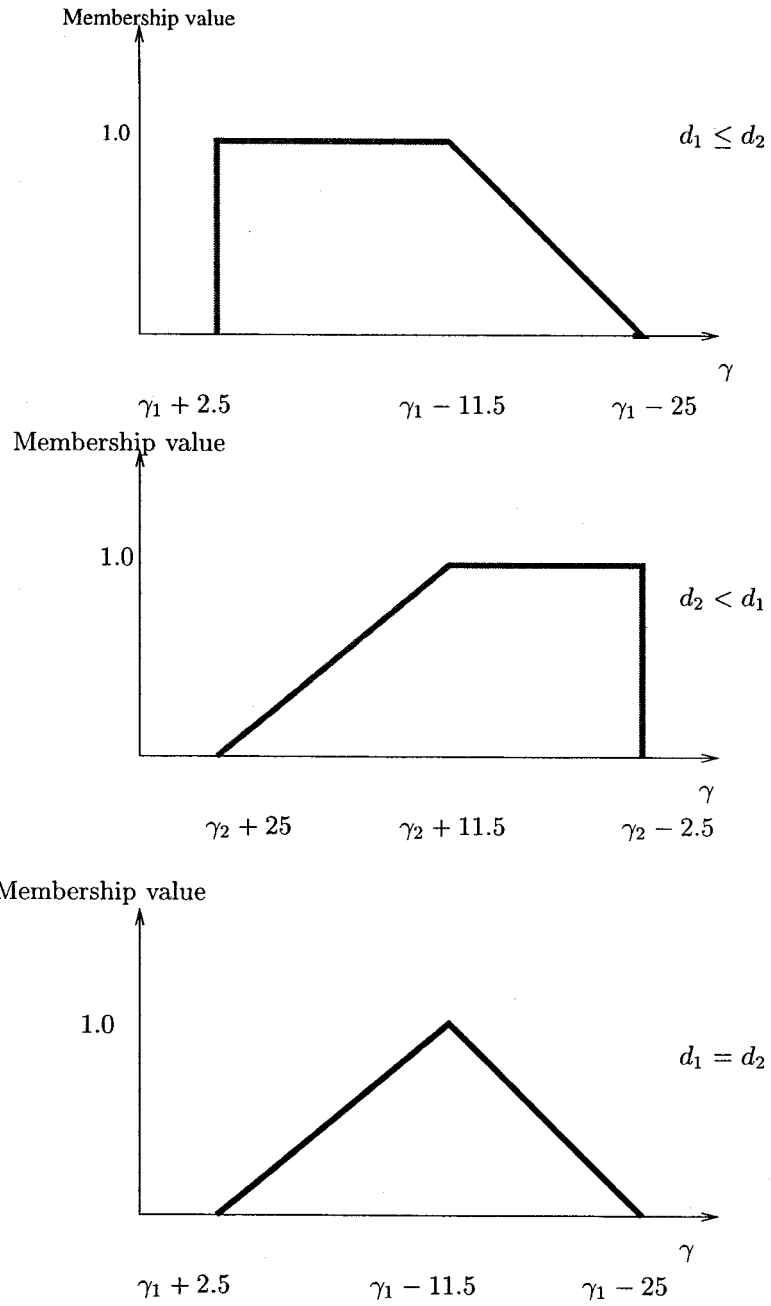 Membership value
1.0
d₁ ≤ d₂
γ
γ₁ + 2.5 γ₁ − 11.5 γ₁ − 25
Membership value
1.0
d₂ < d₁
γ
γ₂ + 25 γ₂ + 11.5 γ₂ − 2.5
Membership value
1.0
d₁ = d₂
γ
γ₁ + 2.5 γ₁ − 11.5 γ₁ − 25